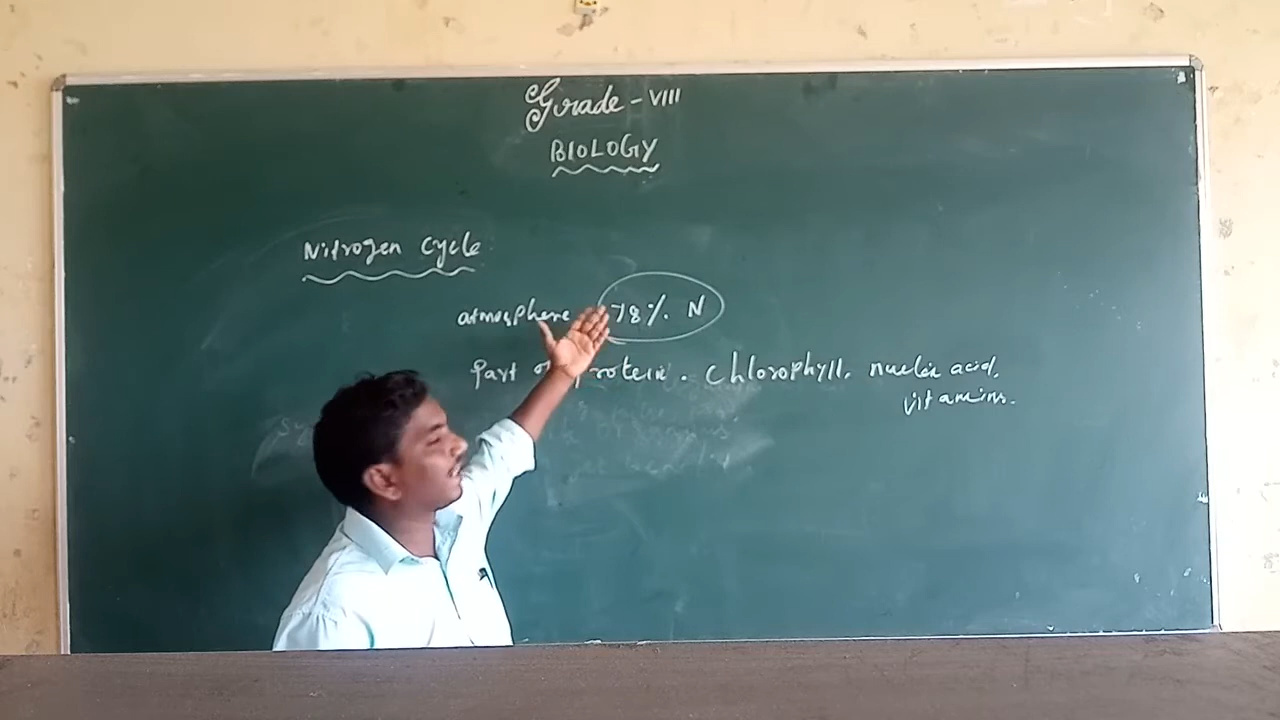 Grade - VIII
BIOLOGY
Nitrogen cycle
atmosphere 78% N
Part of protein. chlorophyll. nucleic acid.
vitamins.